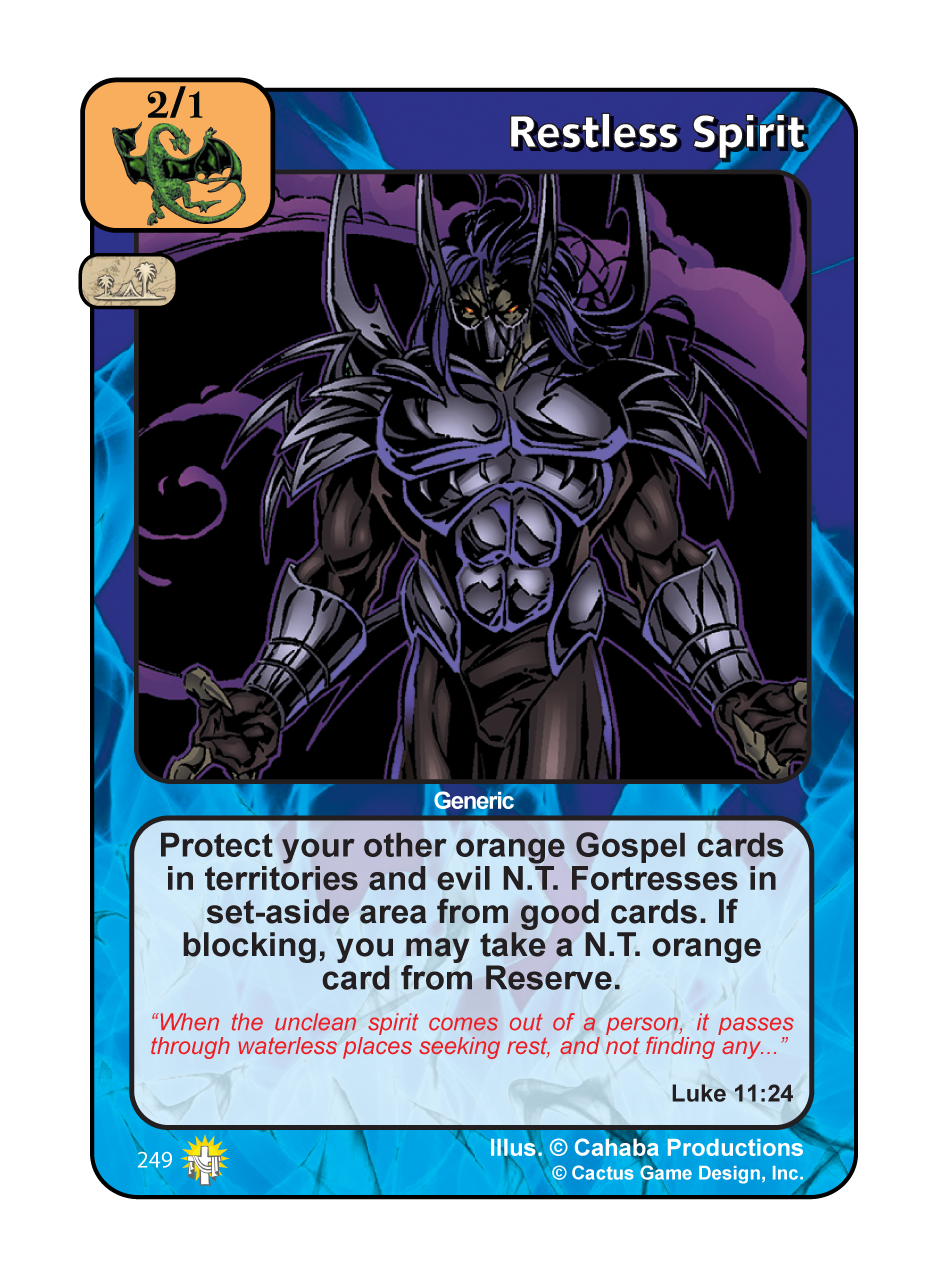 2/1
Restless Spirit
Generic
Protect your other orange Gospel cards
in territories and evil N.T. Fortresses in
set-aside area from good cards. If
blocking, you may take a N.T. orange
card from Reserve.
“When the unclean spirit comes out of a person, it passes
through waterless places seeking rest, and not finding any...”
Luke 11:24
249
Illus. © Cahaba Productions
© Cactus Game Design, Inc.